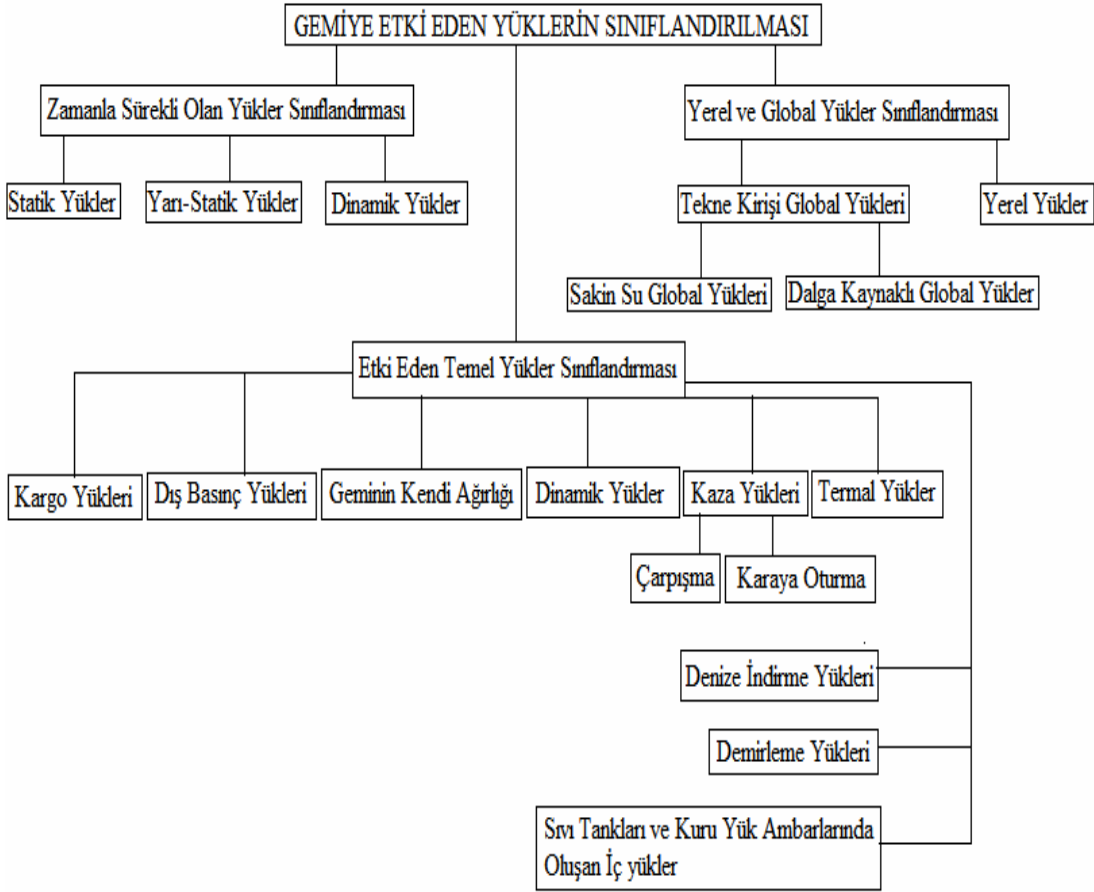 GEMİYE ETKİ EDEN YÜKLERİN SINIFLANDIRILMASI
Zamanla Sürekli Olan Yükler Sınıflandırması
Yerel ve Global Yükler Sınıflandırması
Statik Yükler
Yarı-Statik Yükler
Dinamik Yükler
Tekne Kirişi Global Yükleri
Yerel Yükler
Sakin Su Global Yükleri
Dalga Kaynaklı Global Yükler
Etki Eden Temel Yükler Sınıflandırması
Kargo Yükleri
Dış Basınç Yükleri
Geminin Kendi Ağırlığı
Dinamik Yükler
Kaza Yükleri
Termal Yükler
Çarpışma
Karaya Oturma
Denize İndirme Yükleri
Demirleme Yükleri
Sıvı Tankları ve Kuru Yük Ambarlarında
Oluşan İç yükler